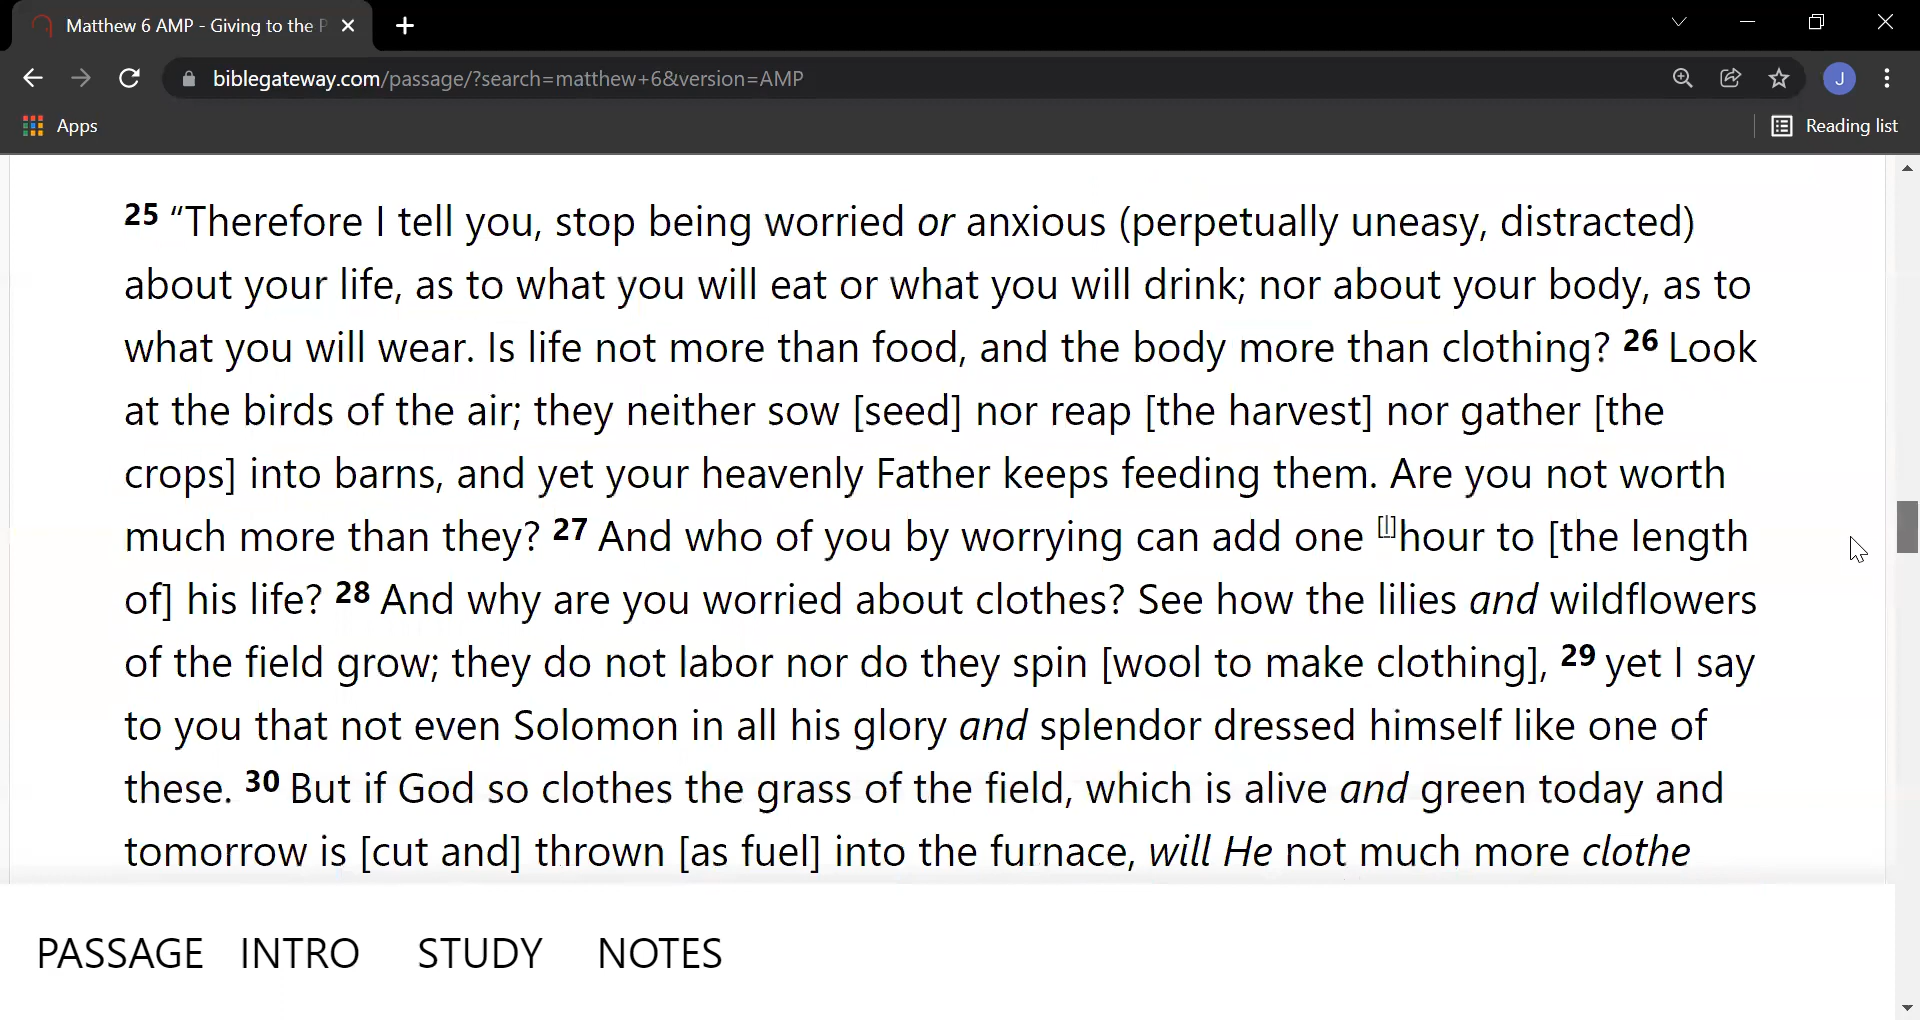 Matthew 6 AMP - Giving to the P
biblegateway.com/passage/?search=matthew+6&version=AMP
J
Apps
Reading list
25 “Therefore I tell you, stop being worried or anxious (perpetually uneasy, distracted)
about your life, as to what you will eat or what you will drink; nor about your body, as to
what you will wear. Is life not more than food, and the body more than clothing? 26 Look
at the birds of the air; they neither sow [seed] nor reap [the harvest] nor gather [the
crops] into barns, and yet your heavenly Father keeps feeding them. Are you not worth
much more than they? 27 And who of you by worrying can add one [l]hour to [the length
of] his life? 28 And why are you worried about clothes? See how the lilies and wildflowers
of the field grow; they do not labor nor do they spin [wool to make clothing], 29 yet I say
to you that not even Solomon in all his glory and splendor dressed himself like one of
these. 30 But if God so clothes the grass of the field, which is alive and green today and
tomorrow is [cut and] thrown [as fuel] into the furnace, will He not much more clothe
PASSAGE INTRO STUDY NOTES